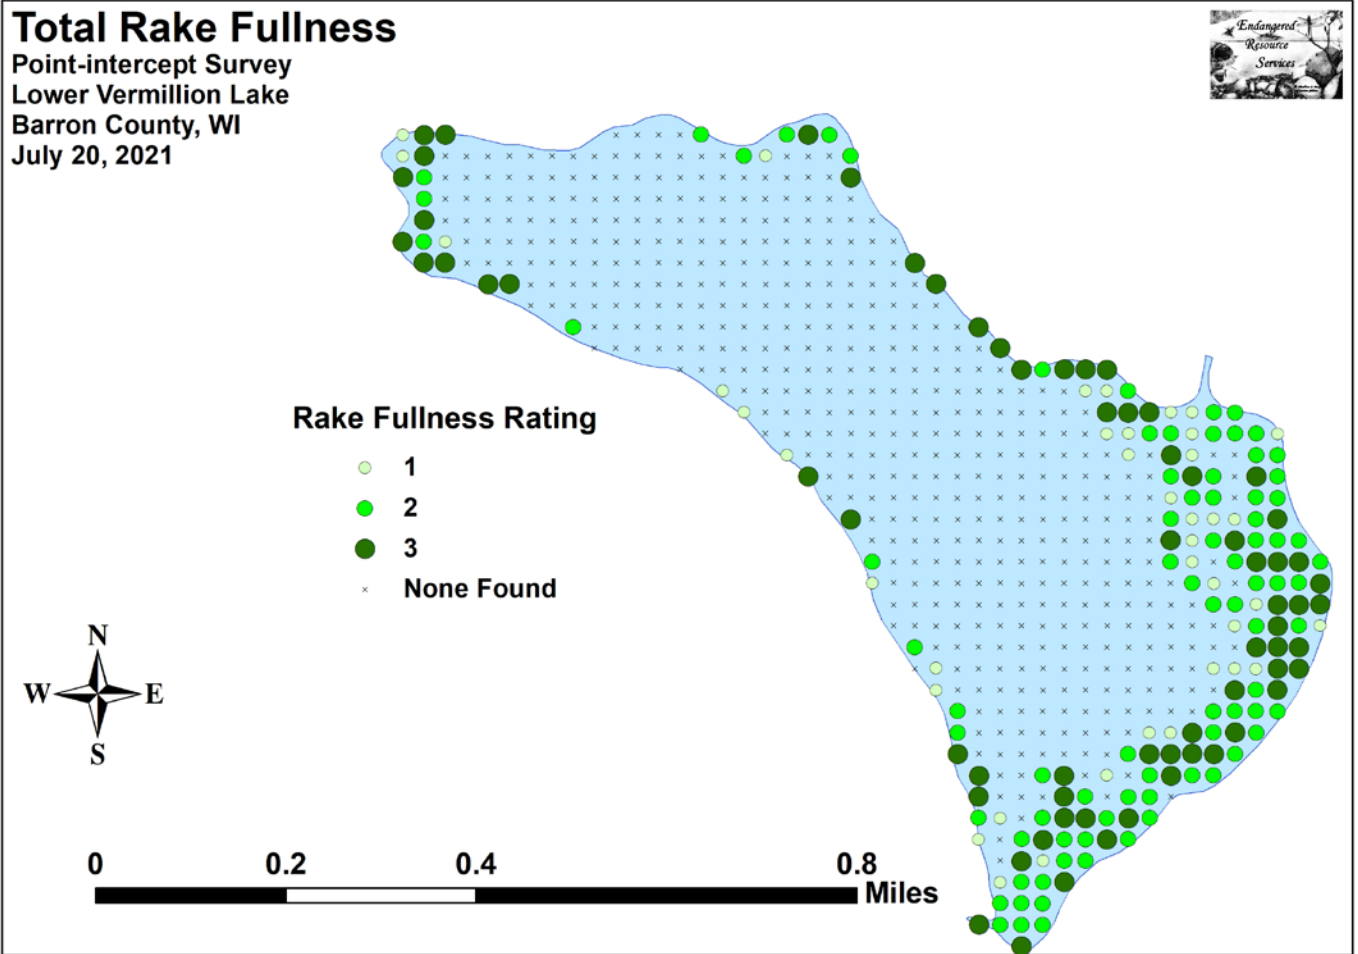 Total Rake Fullness
Point-intercept Survey
Lower Vermillion Lake
Barron County, WI
July 20, 2021
Endangered
Resource
Services
Rake Fullness Rating
1
2
3
None Found
N
W E
S
0 0.2 0.4 0.8
Miles